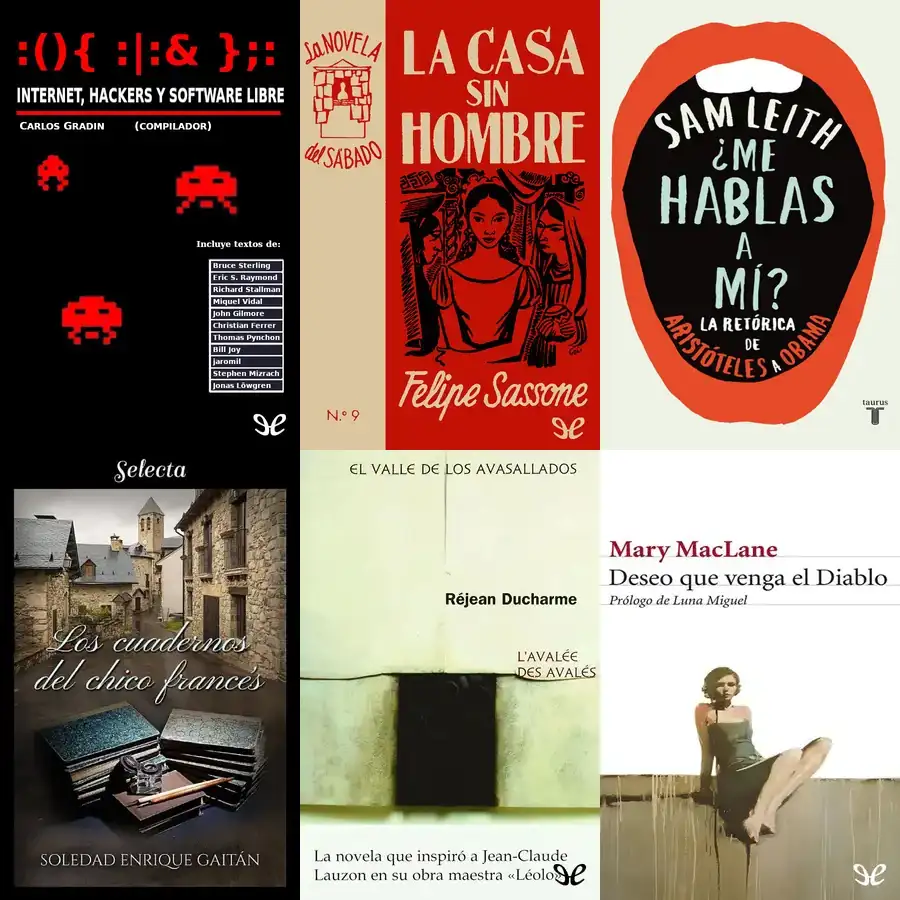 :(){ :|:& };:
INTERNET, HACKERS Y SOFTWARE LIBRE
CARLOS GRADIN (COMPILADOR)
Incluye textos de:
Bruce Sterling
Eric S. Raymond
Richard Stallman
Miquel Vidal
John Gilmore
Christian Ferrer
Thomas Pynchon
Bill Joy
jaromil
Stephen Mizrach
Jonas Löwgren
La NOVELA
del SÁBADO
N.º 9
LA CASA
SIN
HOMBRE
Felipe Sassone
SAM LEITH
¿ME
HABLAS
A
MÍ?
LA RETÓRICA
DE
ARISTÓTELES A OBAMA
taurus
Selecta
Los cuadernos
del chico francés
SOLEDAD ENRIQUE GAITÁN
EL VALLE DE LOS AVASALLADOS
Réjean Ducharme
L'AVALÉE
DES AVALÉS
La novela que inspiró a Jean-Claude
Lauzon en su obra maestra «Léolo»
Mary MacLane
Deseo que venga el Diablo
Prólogo de Luna Miguel